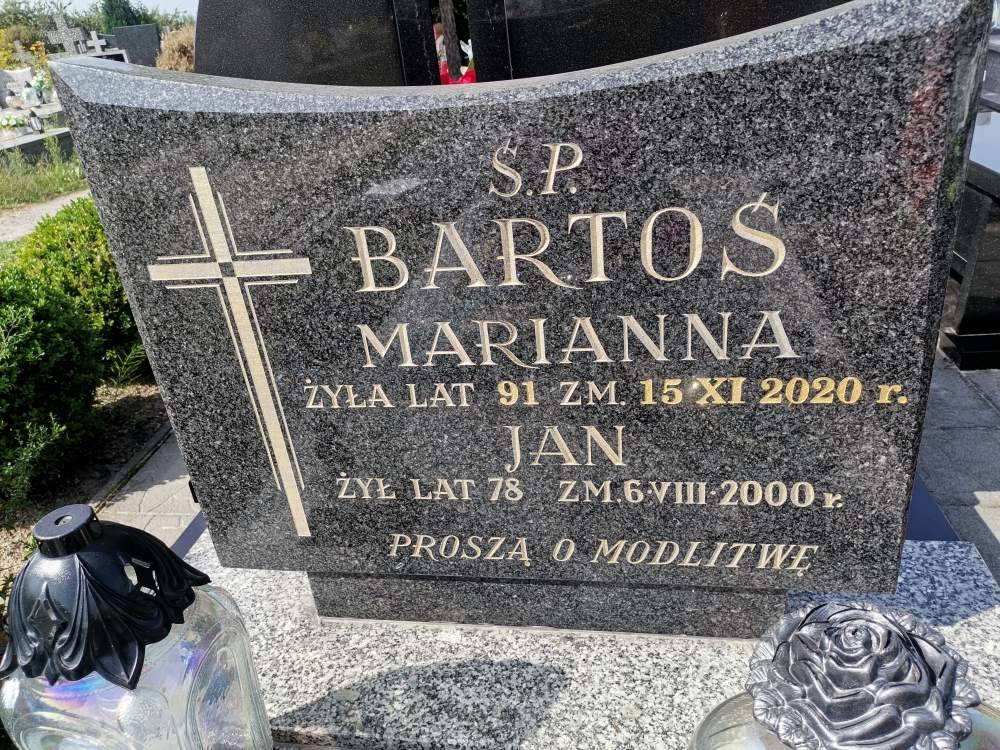 Ś.P.
BARTOŚ
MARIANNA
ŻYŁA LAT 91 ZM. 15 XI 2020 r.
JAN
ŻYŁ LAT 78 ZM. 6·VIII·2000 r.
PROSZĄ O MODLITWĘ